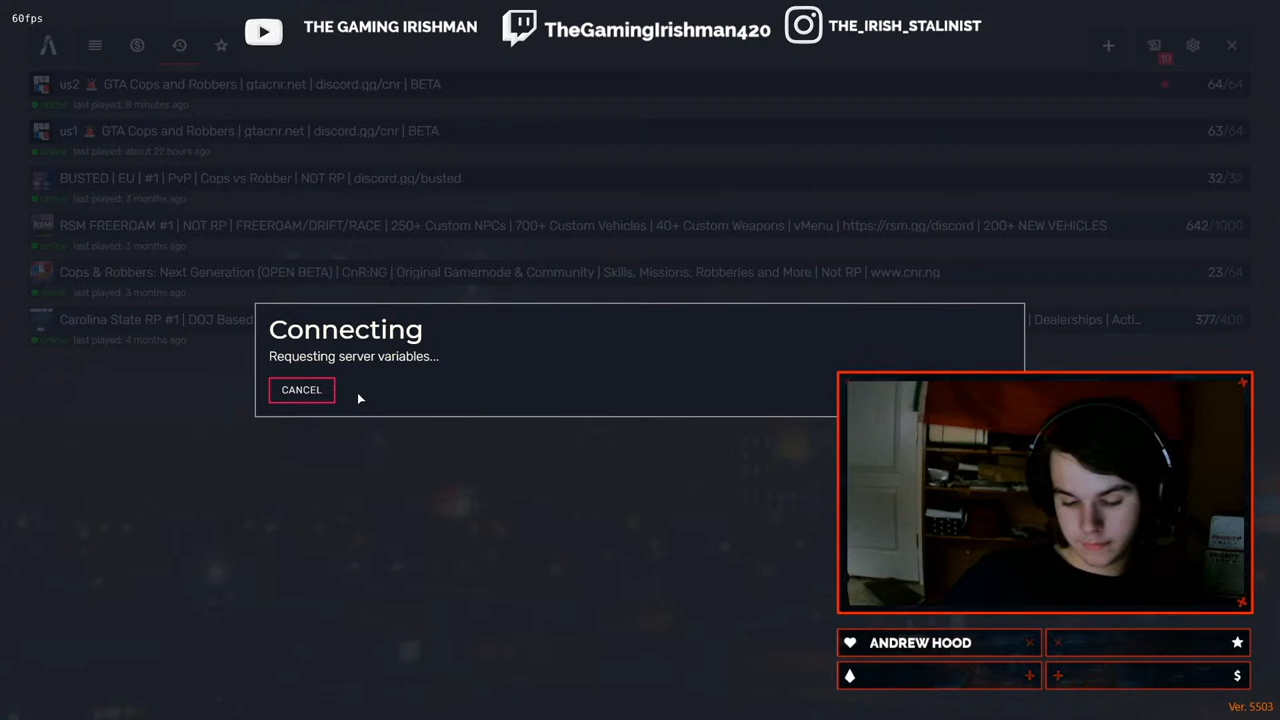 60fps
THE GAMING IRISHMAN
TheGamingIrishman420
THE_IRISH_STALINIST
10
us2 GTA Cops and Robbers | gtacnr.net | discord.gg/cnr | BETA
64/64
online last played: 8 minutes ago
us1 GTA Cops and Robbers | gtacnr.net | discord.gg/cnr | BETA
63/64
online last played: about 22 hours ago
BUSTED | EU | #1 | PvP | Cops vs Robber | NOT RP | discord.gg/busted
32/32
online last played: 3 months ago
RSM FREEROAM #1 | NOT RP | FREEROAM/DRIFT/RACE | 250+ Custom NPCs | 700+ Custom Vehicles | 40+ Custom Weapons | vMenu | https://rsm.gg/discord | 200+ NEW VEHICLES
642/1000
online last played: 3 months ago
Cops & Robbers: Next Generation (OPEN BETA) | CnR:NG | Original Gamemode & Community | Skills, Missions, Robberies and More | Not RP | www.cnr.ng
23/64
online last played: 3 months ago
Carolina State RP #1 | DOJ Based
| Dealerships | Acti...
377/400
online last played: 4 months ago
Connecting
Requesting server variables...
CANCEL
ANDREW HOOD
$
Ver. 5503